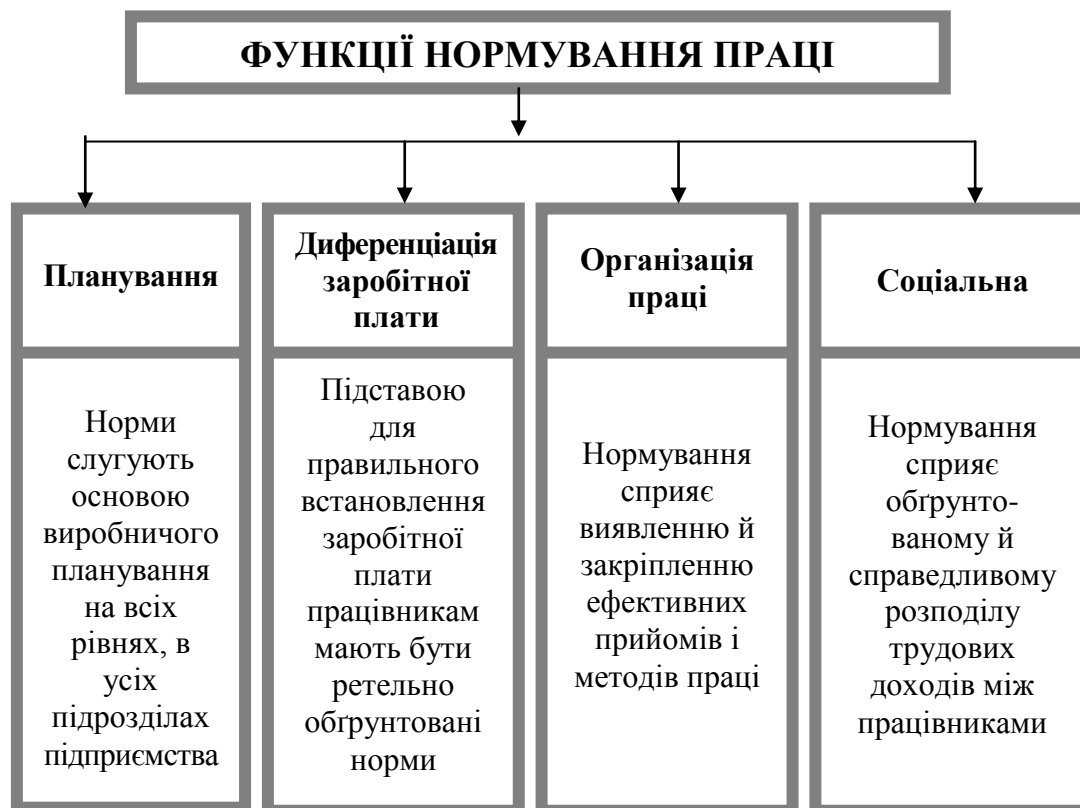 ФУНКЦІЇ НОРМУВАННЯ ПРАЦІ
Планування
Диференціація
заробітної
плати
Організація
праці
Соціальна
Норми
слугують
основою
виробничого
планування
на всіх
рівнях, в
усіх
підрозділах
підприємства
Підставою
для
правильного
встановлення
заробітної
плати
працівникам
мають бути
ретельно
обґрунтовані
норми
Нормування
сприяє
виявленню й
закріпленню
ефективних
прийомів і
методів праці
Нормування
сприяє
обґрунто-
ваному й
справедливому
розподілу
трудових
доходів між
працівниками